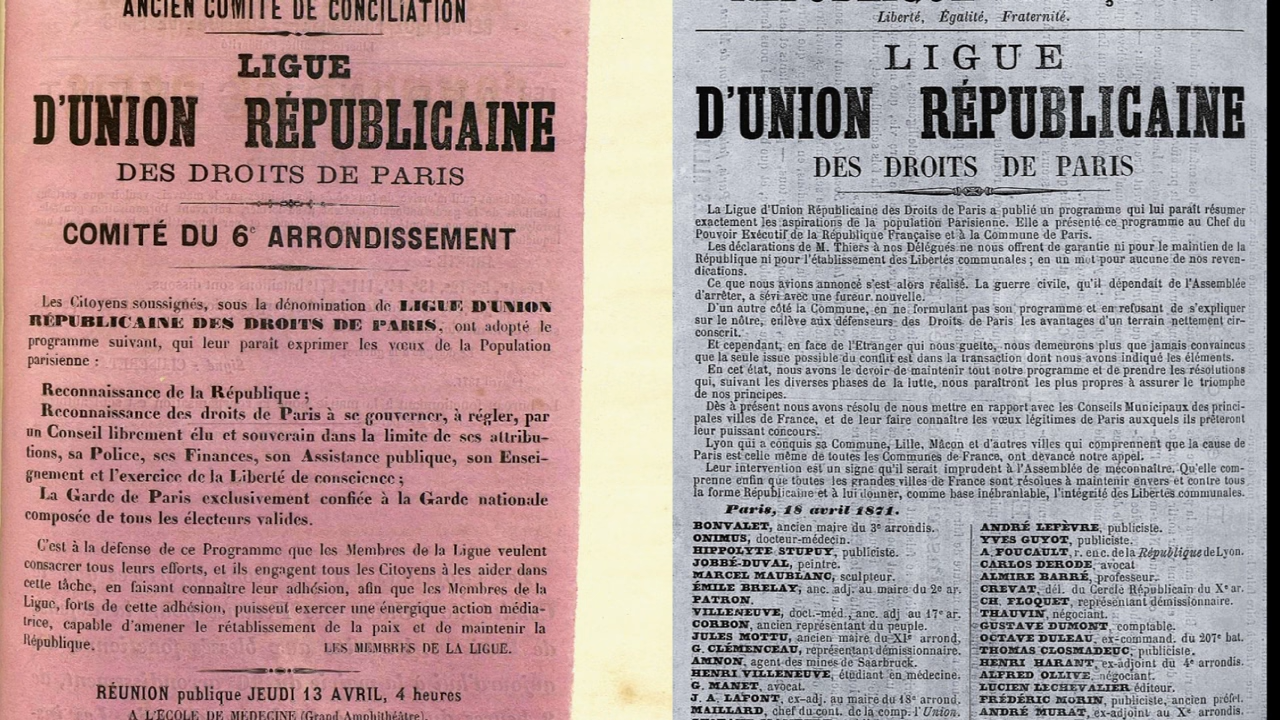 ANCIEN COMITÉ DE CONCILIATION
LIGUE
D'UNION RÉPUBLICAINE
DES DROITS DE PARIS
COMITÉ DU 6e ARRONDISSEMENT
Les Citoyens soussignés, sous la dénomination de LIGUE D'UNION
RÉPUBLICAINE DES DROITS DE PARIS, ont adopté le
programme suivant, qui leur paraît exprimer les vœux de la Population
parisienne :
Reconnaissance de la République ;
Reconnaissance des droits de Paris à se gouverner, à régler, par
un Conseil librement élu et souverain dans la limite de ses attribu-
tions, sa Police, ses Finances, son Assistance publique, son Ensei-
gnement et l'exercice de la Liberté de conscience ;
La Garde de Paris exclusivement confiée à la Garde nationale
composée de tous les électeurs valides.
C'est à la défense de ce Programme que les Membres de la Ligue veulent
consacrer tous leurs efforts, et ils engagent tous les Citoyens à les aider dans
cette tâche, en faisant connaître leur adhésion, afin que les Membres de la
Ligue, forts de cette adhésion, puissent exercer une énergique action média-
trice, capable d'amener le rétablissement de la paix et de maintenir la
République.
LES MEMBRES DE LA LIGUE.
RÉUNION publique JEUDI 13 AVRIL, 4 heures
A L'ÉCOLE DE MÉDECINE (Grand Amphithéâtre).
Liberté, Égalité, Fraternité.
LIGUE
D'UNION RÉPUBLICAINE
DES DROITS DE PARIS
La Ligue d'Union Républicaine des Droits de Paris a publié un programme qui lui paraît résumer
exactement les aspirations de la population Parisienne. Elle a présenté ce programme au Chef du
Pouvoir Exécutif de la République Française et à la Commune de Paris.
Les déclarations de M. Thiers à nos Délégués ne nous offrent de garantie ni pour le maintien de la
République ni pour l'établissement des Libertés communales ; en un mot pour aucune de nos reven-
dications.
Ce que nous avions annoncé s'est alors réalisé. La guerre civile, qu'il dépendait de l'Assemblée
d'arrêter, a sévi avec une fureur nouvelle.
D'un autre côté la Commune, en ne formulant pas son programme et en refusant de s'expliquer
sur le nôtre, enlève aux défenseurs des Droits de Paris les avantages d'un terrain nettement cir-
conscrit.
Et cependant, en face de l'Etranger qui nous guette, nous demeurons plus que jamais convaincus
que la seule issue possible du conflit est dans la transaction dont nous avons indiqué les éléments.
En cet état, nous avons le devoir de maintenir tout notre programme et de prendre les résolutions
qui, suivant les diverses phases de la lutte, nous paraîtront les plus propres à assurer le triomphe
de nos principes.
Dès à présent nous avons résolu de nous mettre en rapport avec les Conseils Municipaux des princi-
pales villes de France, et de leur faire connaître les vœux légitimes de Paris auxquels ils prêteront
leur puissant concours.
Lyon qui a conquis sa Commune, Lille, Mâcon et d'autres villes qui comprennent que la cause de
Paris est celle même de toutes les Communes de France, ont devancé notre appel.
Leur intervention est un signe qu'il serait imprudent à l'Assemblée de méconnaître. Qu'elle com-
prenne enfin que toutes les grandes villes de France sont résolues à maintenir envers et contre tous
la forme Républicaine et à lui donner, comme base inébranlable, l'intégrité des Libertés communales.
Paris, 18 avril 1871.
BONVALET, ancien maire du 3e arrondis.
ONIMUS, docteur-médecin.
HIPPOLYTE STUPUY, publiciste.
JOBBÉ-DUVAL, peintre.
MARCEL MAUBLANC, sculpteur.
ÉMILE BRELAY, anc. adj. au maire du 2e ar.
PATRON.
VILLENEUVE, doct.-méd., anc. adj. au 17e ar.
CORBON, ancien représentant du peuple.
JULES MOTTU, ancien maire du XIe arrond.
G. CLÉMENCEAU, représentant démissionnaire.
AMNON, agent des mines de Saarbruck.
HENRI VILLENEUVE, étudiant en médecine.
G. MANET, avocat.
J. A. LAFONT, ex-adj. au maire du 18e arrond.
MAILLARD, chef du cont. de la comp. l'Union.
ANDRÉ LEFÈVRE, publiciste.
YVES GUYOT, publiciste.
A. FOUCAULT, r. en c. de la République de Lyon.
CARLOS DERODE, avocat
ALMIRE BARRÉ, professeur.
CREVAT, dél. du Cercle Républicain du Xe ar.
CH. FLOQUET, représentant démissionnaire.
THAUVIN, négociant.
GUSTAVE DUMONT, comptable.
OCTAVE DULEAU, ex-command. du 207e bat.
THOMAS CLOSMADEUC, publiciste.
HENRI HARANT, ex-adjoint du 4e arrondis.
ALFRED OLLIVE, négociant.
LUCIEN LECHEVALIER éditeur.
FRÉDÉRIC MORIN, publiciste, ancien préfet.
ANDRÉ MURAT, ex-adjoint au Xe arrondis.